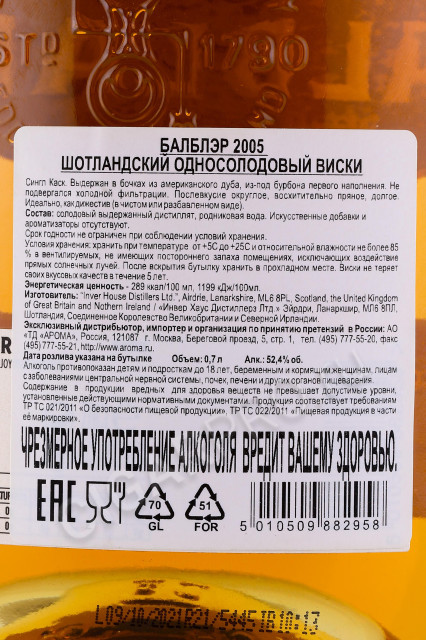 STD 1790
БАЛБЛЭР 2005
ШОТЛАНДСКИЙ ОДНОСОЛОДОВЫЙ ВИСКИ
Сингл Каск. Выдержан в бочках из американского дуба, из-под бурбона первого наполнения. Не
подвергался холодной фильтрации. Послевкусие округлое, восхитительно пряное, долгое.
Идеально, как дижестив (в чистом или разбавленном виде).
Состав: солодовый выдержанный дистиллят, родниковая вода. Искусственные добавки и
ароматизаторы отсутствуют.
Срок годности не ограничен при соблюдении условий хранения.
Условия хранения: хранить при температуре от +5С до +25С и относительной влажности не более 85
% в вентилируемых, не имеющих постороннего запаха помещениях, исключающих воздействие
прямых солнечных лучей. После вскрытия бутылку хранить в прохладном месте. Виски не теряет
своих вкусовых качеств в течение 5 лет.
Энергетическая ценность - 289 ккал/100 мл, 1199 кДж/100мл.
Изготовитель: "Inver House Distillers Ltd.", Airdrie, Lanarkshire, ML6 8PL, Scotland, the United Kingdom
of Great Britain and Nothern Ireland / «Инвер Хаус Дистиллерз Лтд.» Эйрдри, Ланаркшир, МЛ6 8ПЛ,
Шотландия, Соединенное Королевство Великобритании и Северной Ирландии.
Эксклюзивный дистрибьютор, импортер и организация по принятию претензий в России: АО
«ТД «АРОМА», Россия, 121087 г. Москва, Береговой проезд, 5, стр. 1, тел. (495) 777-55-20, факс
(495) 777-55-21, http://www.aroma.ru.
Дата розлива указана на бутылке Объем: 0,7 л Алк.: 52,4% об.
Алкоголь противопоказан детям и подросткам до 18 лет, беременным и кормящим женщинам, лицам
с заболеваниями центральной нервной системы, почек, печени и других органов пищеварения.
Содержание в продукции вредных для здоровья веществ не превышает допустимые уровни,
установленные действующими нормативными документами. Продукция соответствует требованиям
ТР ТС 021/2011 «О безопасности пищевой продукции», ТР ТС 022/2011 «Пищевая продукция в части
её маркировки».
ЧРЕЗМЕРНОЕ УПОТРЕБЛЕНИЕ АЛКОГОЛЯ ВРЕДИТ ВАШЕМУ ЗДОРОВЬЮ.
EAC 70 GL 51 FOR
5 010509 882958
L09/10/2021R21/5445TR10:13